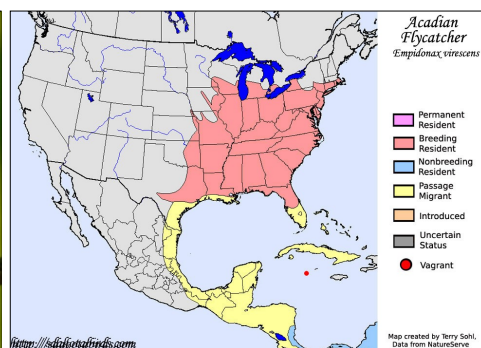 Acadian
Flycatcher
Empidonax virescens
Permanent
Resident
Breeding
Resident
Nonbreeding
Resident
Passage
Migrant
Introduced
Uncertain
Status
Vagrant
http://sdakotabirds.com
Map created by Terry Sohl,
Data from NatureServe